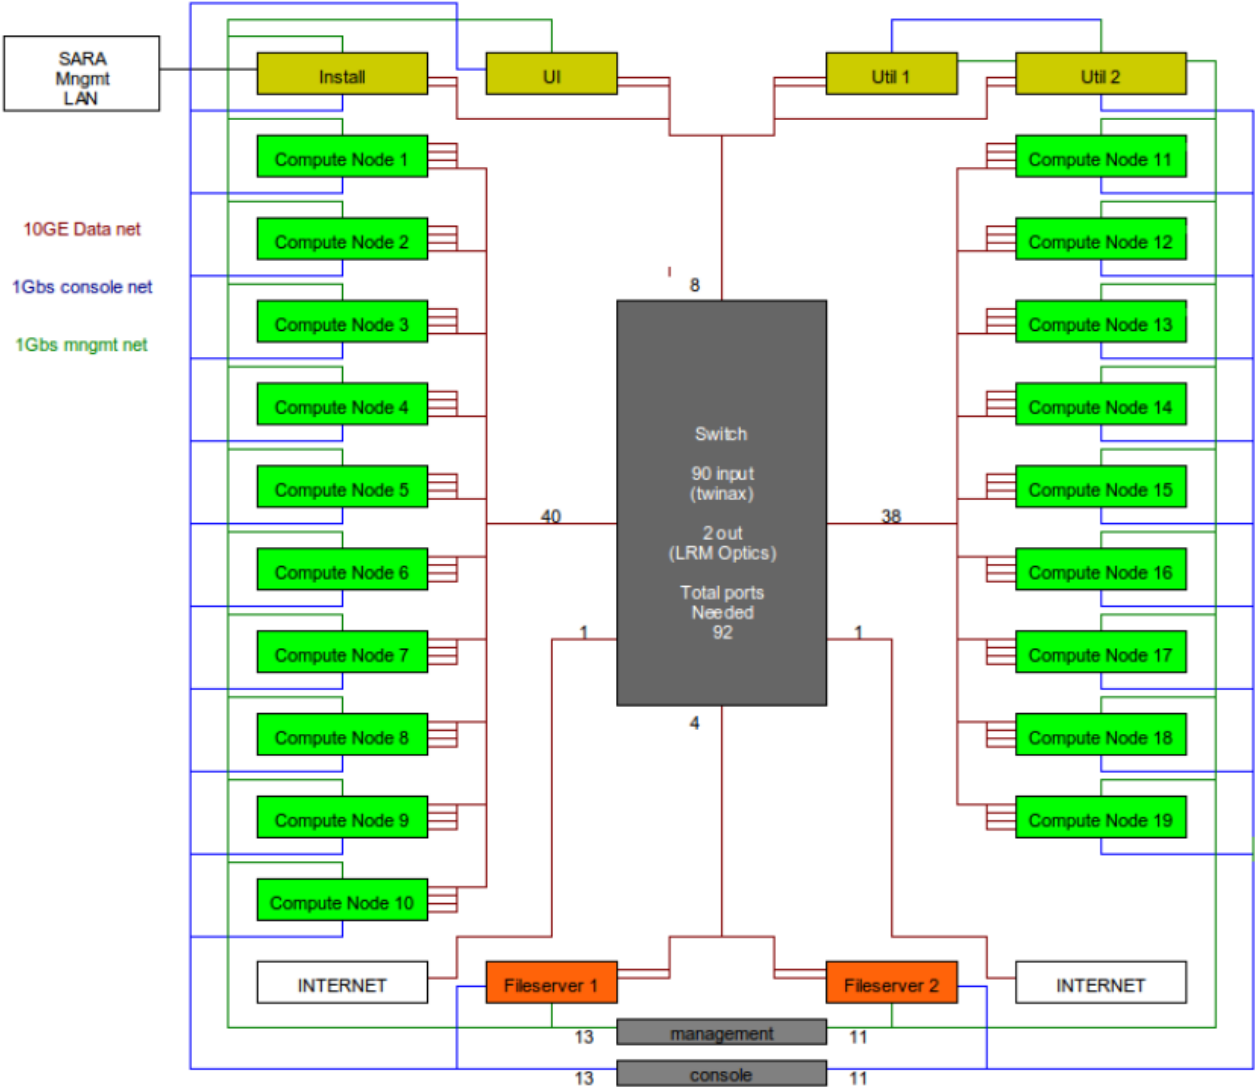 SARA
Mngmt
LAN
Install
UI
Util 1
Util 2
Compute Node 1
Compute Node 11
10GE Data net
Compute Node 2
Compute Node 12
1Gbs console net
8
Compute Node 3
Compute Node 13
1Gbs mngmt net
Compute Node 4
Compute Node 14
Switch
90 input
(twinax)
2 out
(LRM Optics)
Total ports
Needed
92
Compute Node 5
Compute Node 15
40
38
Compute Node 6
Compute Node 16
1
1
Compute Node 7
Compute Node 17
4
Compute Node 8
Compute Node 18
Compute Node 9
Compute Node 19
Compute Node 10
INTERNET
Fileserver 1
Fileserver 2
INTERNET
13
management
11
13
console
11